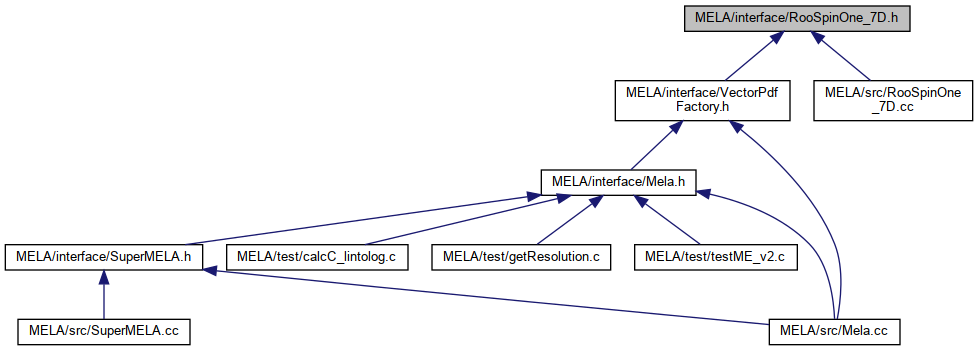 MELA/interface/RooSpinOne_7D.h
MELA/interface/VectorPdf
Factory.h
MELA/src/RooSpinOne
_7D.cc
MELA/interface/Mela.h
MELA/interface/SuperMELA.h
MELA/test/calcC_lintolog.c
MELA/test/getResolution.c
MELA/test/testME_v2.c
MELA/src/SuperMELA.cc
MELA/src/Mela.cc